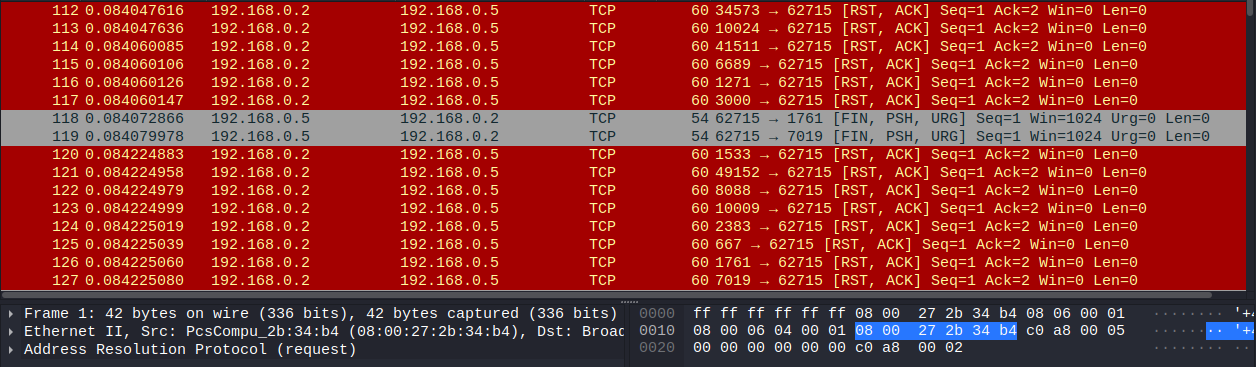 112 0.084047616 192.168.0.2 192.168.0.5 TCP 60 34573 → 62715 [RST, ACK] Seq=1 Ack=2 Win=0 Len=0
113 0.084047636 192.168.0.2 192.168.0.5 TCP 60 10024 → 62715 [RST, ACK] Seq=1 Ack=2 Win=0 Len=0
114 0.084060085 192.168.0.2 192.168.0.5 TCP 60 41511 → 62715 [RST, ACK] Seq=1 Ack=2 Win=0 Len=0
115 0.084060106 192.168.0.2 192.168.0.5 TCP 60 6689 → 62715 [RST, ACK] Seq=1 Ack=2 Win=0 Len=0
116 0.084060126 192.168.0.2 192.168.0.5 TCP 60 1271 → 62715 [RST, ACK] Seq=1 Ack=2 Win=0 Len=0
117 0.084060147 192.168.0.2 192.168.0.5 TCP 60 3000 → 62715 [RST, ACK] Seq=1 Ack=2 Win=0 Len=0
118 0.084072866 192.168.0.5 192.168.0.2 TCP 54 62715 → 1761 [FIN, PSH, URG] Seq=1 Win=1024 Urg=0 Len=0
119 0.084079978 192.168.0.5 192.168.0.2 TCP 54 62715 → 7019 [FIN, PSH, URG] Seq=1 Win=1024 Urg=0 Len=0
120 0.084224883 192.168.0.2 192.168.0.5 TCP 60 1533 → 62715 [RST, ACK] Seq=1 Ack=2 Win=0 Len=0
121 0.084224958 192.168.0.2 192.168.0.5 TCP 60 49152 → 62715 [RST, ACK] Seq=1 Ack=2 Win=0 Len=0
122 0.084224979 192.168.0.2 192.168.0.5 TCP 60 8088 → 62715 [RST, ACK] Seq=1 Ack=2 Win=0 Len=0
123 0.084224999 192.168.0.2 192.168.0.5 TCP 60 10009 → 62715 [RST, ACK] Seq=1 Ack=2 Win=0 Len=0
124 0.084225019 192.168.0.2 192.168.0.5 TCP 60 2383 → 62715 [RST, ACK] Seq=1 Ack=2 Win=0 Len=0
125 0.084225039 192.168.0.2 192.168.0.5 TCP 60 667 → 62715 [RST, ACK] Seq=1 Ack=2 Win=0 Len=0
126 0.084225060 192.168.0.2 192.168.0.5 TCP 60 1761 → 62715 [RST, ACK] Seq=1 Ack=2 Win=0 Len=0
127 0.084225080 192.168.0.2 192.168.0.5 TCP 60 7019 → 62715 [RST, ACK] Seq=1 Ack=2 Win=0 Len=0
Frame 1: 42 bytes on wire (336 bits), 42 bytes captured (336 bits)
Ethernet II, Src: PcsCompu_2b:34:b4 (08:00:27:2b:34:b4), Dst: Broad
Address Resolution Protocol (request)
0000 ff ff ff ff ff ff 08 00 27 2b 34 b4 08 06 00 01 ········ '+4
0010 08 00 06 04 00 01 08 00 27 2b 34 b4 c0 a8 00 05 ········ '+4
0020 00 00 00 00 00 00 c0 a8 00 02 ········ ··